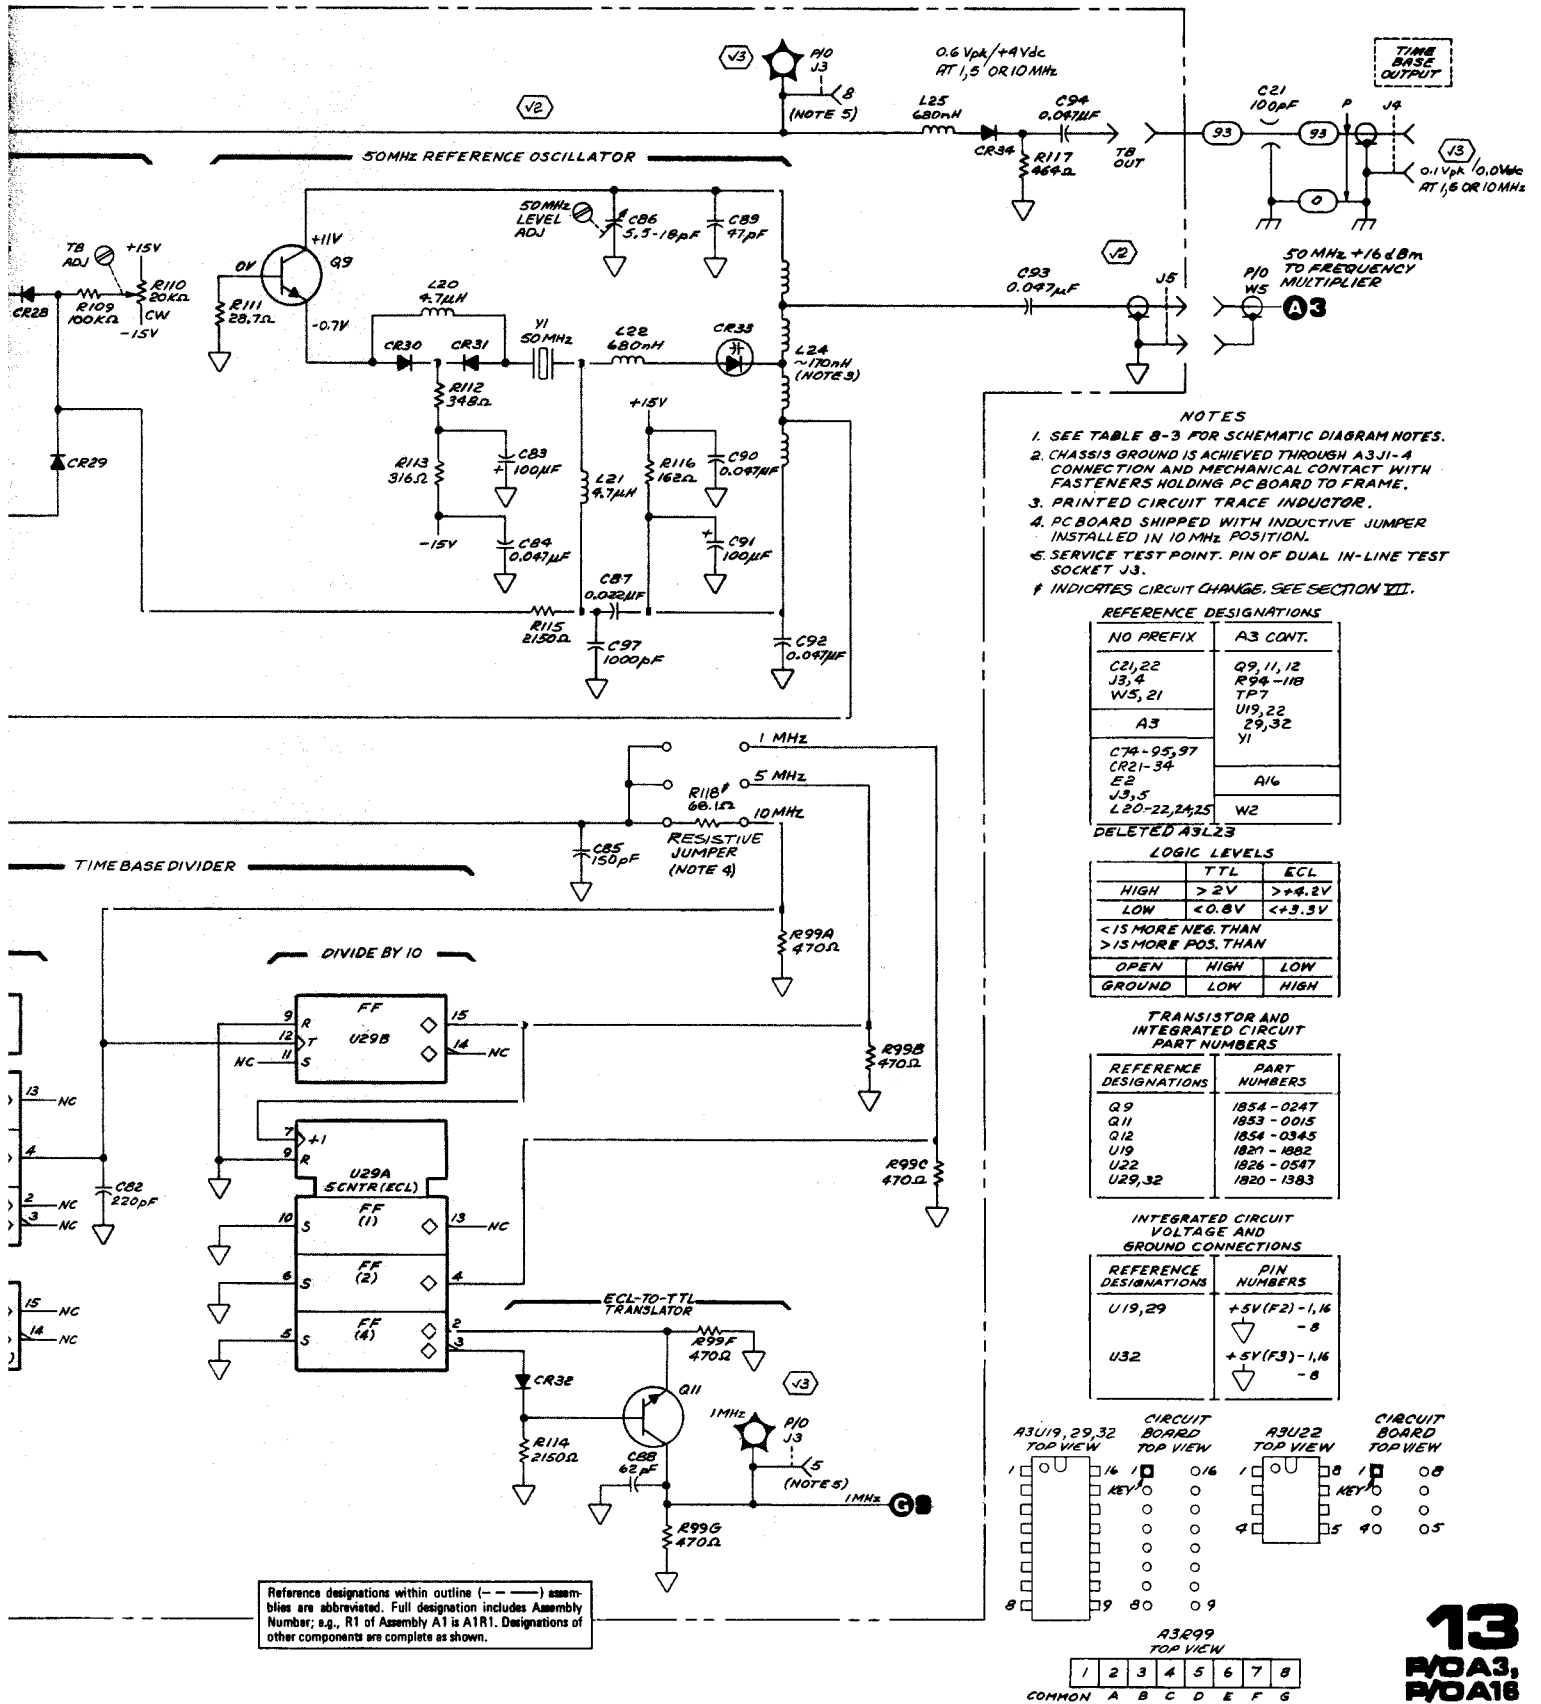 √3
P/O
J3
8
(NOTE 5)
0.6 Vpk/+4Vdc
AT 1,5 OR 10 MHz
TIME
BASE
OUTPUT
√2
L25
680nH
C94
0.047µF
CR34
R117
464Ω
TB
OUT
93
C21
100pF
93
P
J4
0
√3
0.1Vpk/0.0Vdc
AT 1,5 OR 10 MHz
50MHz REFERENCE OSCILLATOR
50MHz
LEVEL
ADJ
C86
5.5-18pF
C89
47pF
+11V
Q9
0V
R111
28.7Ω
-0.7V
TB
ADJ
+15V
R110
20KΩ
CW
-15V
CR28
R109
100KΩ
L20
4.7µH
CR30
CR31
Y1
50MHz
L22
680nH
CR33
L24
~170nH
(NOTE 3)
C93
0.047µF
√2
J5
P/O
W5
50 MHz +16 dBm
TO FREQUENCY
MULTIPLIER
A 3
R112
348Ω
+15V
CR29
R113
316Ω
C83
+
100µF
L21
4.7µH
R116
162Ω
C90
0.047µF
-15V
C84
0.047µF
+
C91
100µF
C87
0.022µF
R115
2150Ω
C97
1000pF
C92
0.047µF
NOTES
1. SEE TABLE 8-3 FOR SCHEMATIC DIAGRAM NOTES.
2. CHASSIS GROUND IS ACHIEVED THROUGH A3J1-4
CONNECTION AND MECHANICAL CONTACT WITH
FASTENERS HOLDING PC BOARD TO FRAME.
3. PRINTED CIRCUIT TRACE INDUCTOR.
4. PC BOARD SHIPPED WITH INDUCTIVE JUMPER
INSTALLED IN 10 MHz POSITION.
5. SERVICE TEST POINT. PIN OF DUAL IN-LINE TEST
SOCKET J3.
INDICATES CIRCUIT CHANGE. SEE SECTION VII.
REFERENCE DESIGNATIONS
NO PREFIX
A3 CONT.
C21,22
J3,4
W5,21
Q9,11,12
R94-118
TP7
U19,22
29,32
Y1
A3
C74-95,97
CR21-34
E2
J3,5
L20-22,24,25
A16
W2
DELETED A3L23
1 MHz
5 MHz
R118
68.1Ω
10MHz
RESISTIVE
JUMPER
(NOTE 4)
C85
150pF
TIME BASE DIVIDER
LOGIC LEVELS
TTL ECL
HIGH >2V >+4.2V
LOW <0.8V <+3.3V
< IS MORE NEG. THAN
> IS MORE POS. THAN
OPEN HIGH LOW
GROUND LOW HIGH
R99A
470Ω
DIVIDE BY 10
FF
U29B
9 R
12 T
NC 11 S
15
14 NC
R99B
470Ω
13 NC
4
2 NC
3 NC
15 NC
14 NC
C82
220pF
7 +1
9 R
U29A
5CNTR (ECL)
10 S
FF
(1)
13 NC
6 S
FF
(2)
4
5 S
FF
(4)
2
3
R99C
470Ω
TRANSISTOR AND
INTEGRATED CIRCUIT
PART NUMBERS
REFERENCE
DESIGNATIONS
PART
NUMBERS
Q9 1854-0247
Q11 1853-0015
Q12 1854-0345
U19 1820-1882
U22 1826-0547
U29,32 1820-1383
INTEGRATED CIRCUIT
VOLTAGE AND
GROUND CONNECTIONS
REFERENCE
DESIGNATIONS
PIN
NUMBERS
U19,29 +5V(F2)-1,16
-8
U32 +5V(F3)-1,16
-8
ECL-TO-TTL
TRANSLATOR
R99F
470Ω
CR32
Q11
R114
2150Ω
C88
62pF
1MHz
√3
P/O
J3
5
(NOTE 5)
1MHz
G 8
R99G
470Ω
A3U19,29,32
TOP VIEW
1 16
8 9
CIRCUIT
BOARD
TOP VIEW
1 16
KEY
8 9
A3U22
TOP VIEW
1 8
4 5
CIRCUIT
BOARD
TOP VIEW
1 8
KEY
4 5
Reference designations within outline (— – — ) assem-
blies are abbreviated. Full designation includes Assembly
Number; e.g., R1 of Assembly A1 is A1R1. Designations of
other components are complete as shown.
A3R99
TOP VIEW
1 2 3 4 5 6 7 8
COMMON A B C D E F G
13
P/O A3,
P/O A16